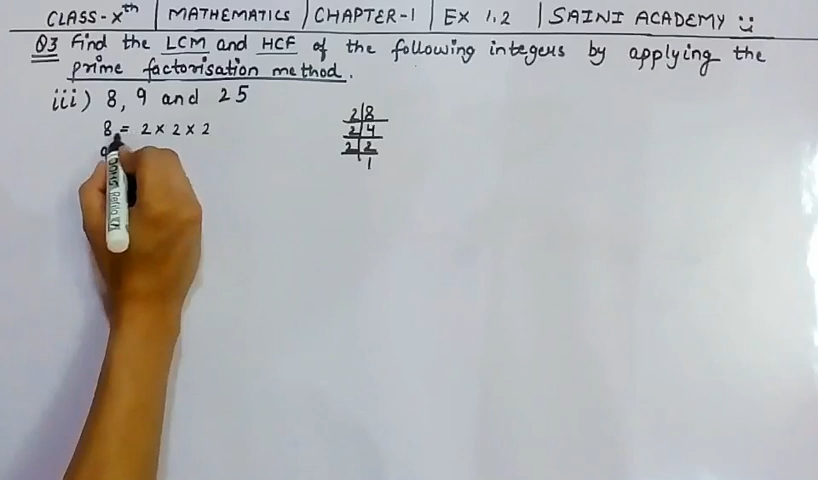 CLASS-Xth | MATHEMATICS | CHAPTER-1 | EX 1.2 | SAINI ACADEMY
Q3 Find the LCM and HCF of the following integers by applying the
prime factorisation method.
iii) 8, 9 and 25
8 = 2 × 2 × 2
2|8
2|4
2|2
1